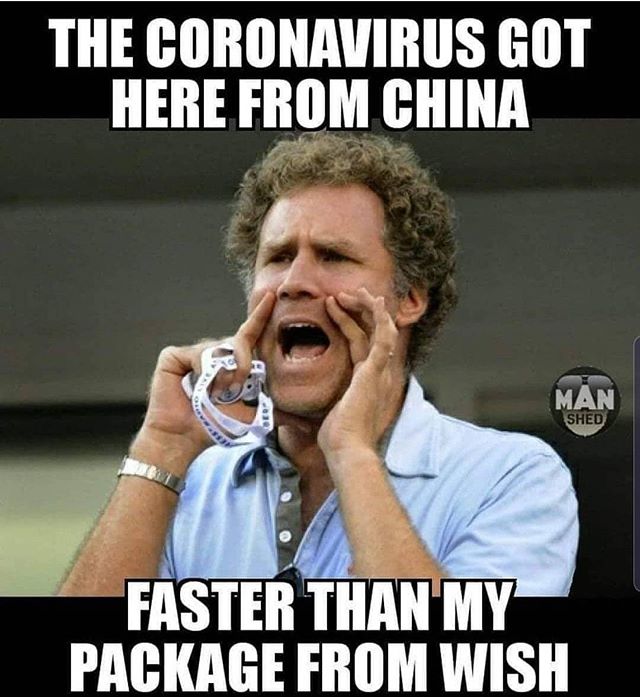 THE CORONAVIRUS GOT
HERE FROM CHINA
MAN
SHED
FASTER THAN MY
PACKAGE FROM WISH